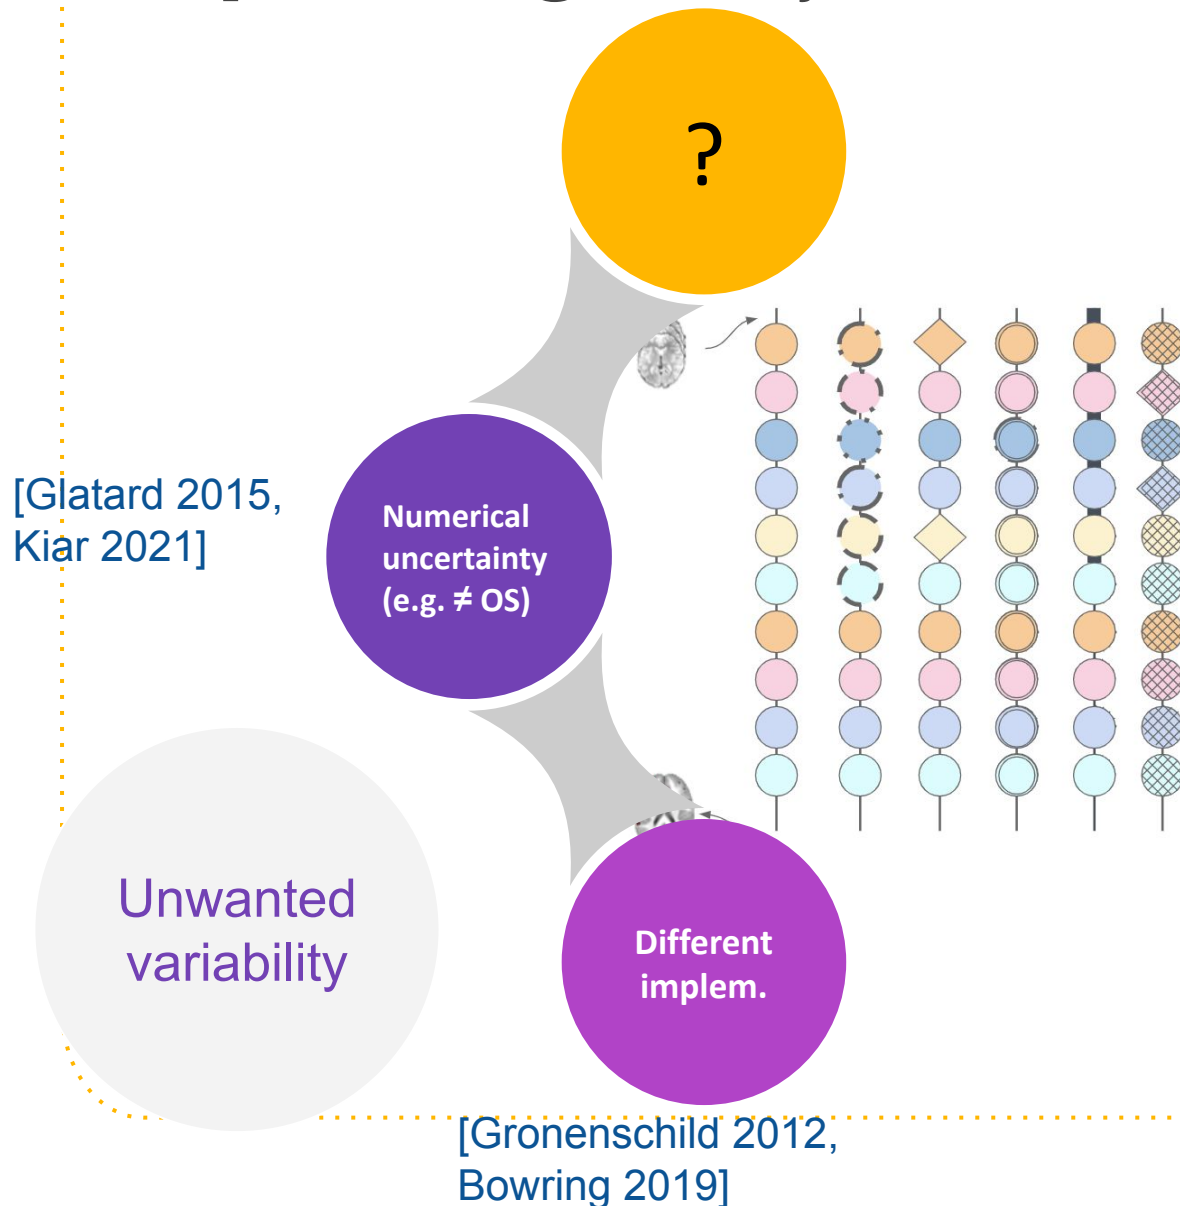 ?
[Glatard 2015,
Kiar 2021]
Numerical
uncertainty
(e.g. ≠ OS)
Unwanted
variability
Different
implem.
[Gronenschild 2012,
Bowring 2019]